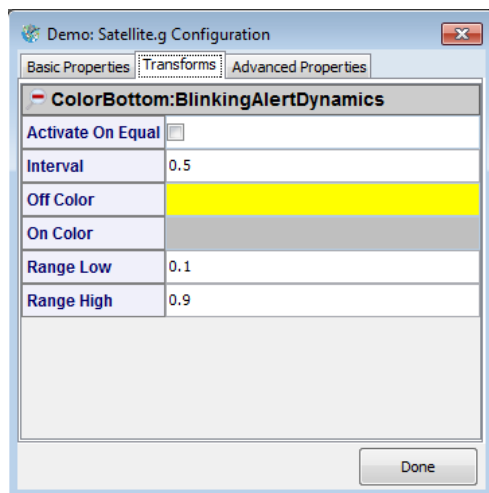 Demo: Satellite.g Configuration
Basic Properties Transforms Advanced Properties
ColorBottom:BlinkingAlertDynamics
Activate On Equal
Interval 0.5
Off Color
On Color
Range Low 0.1
Range High 0.9
Done